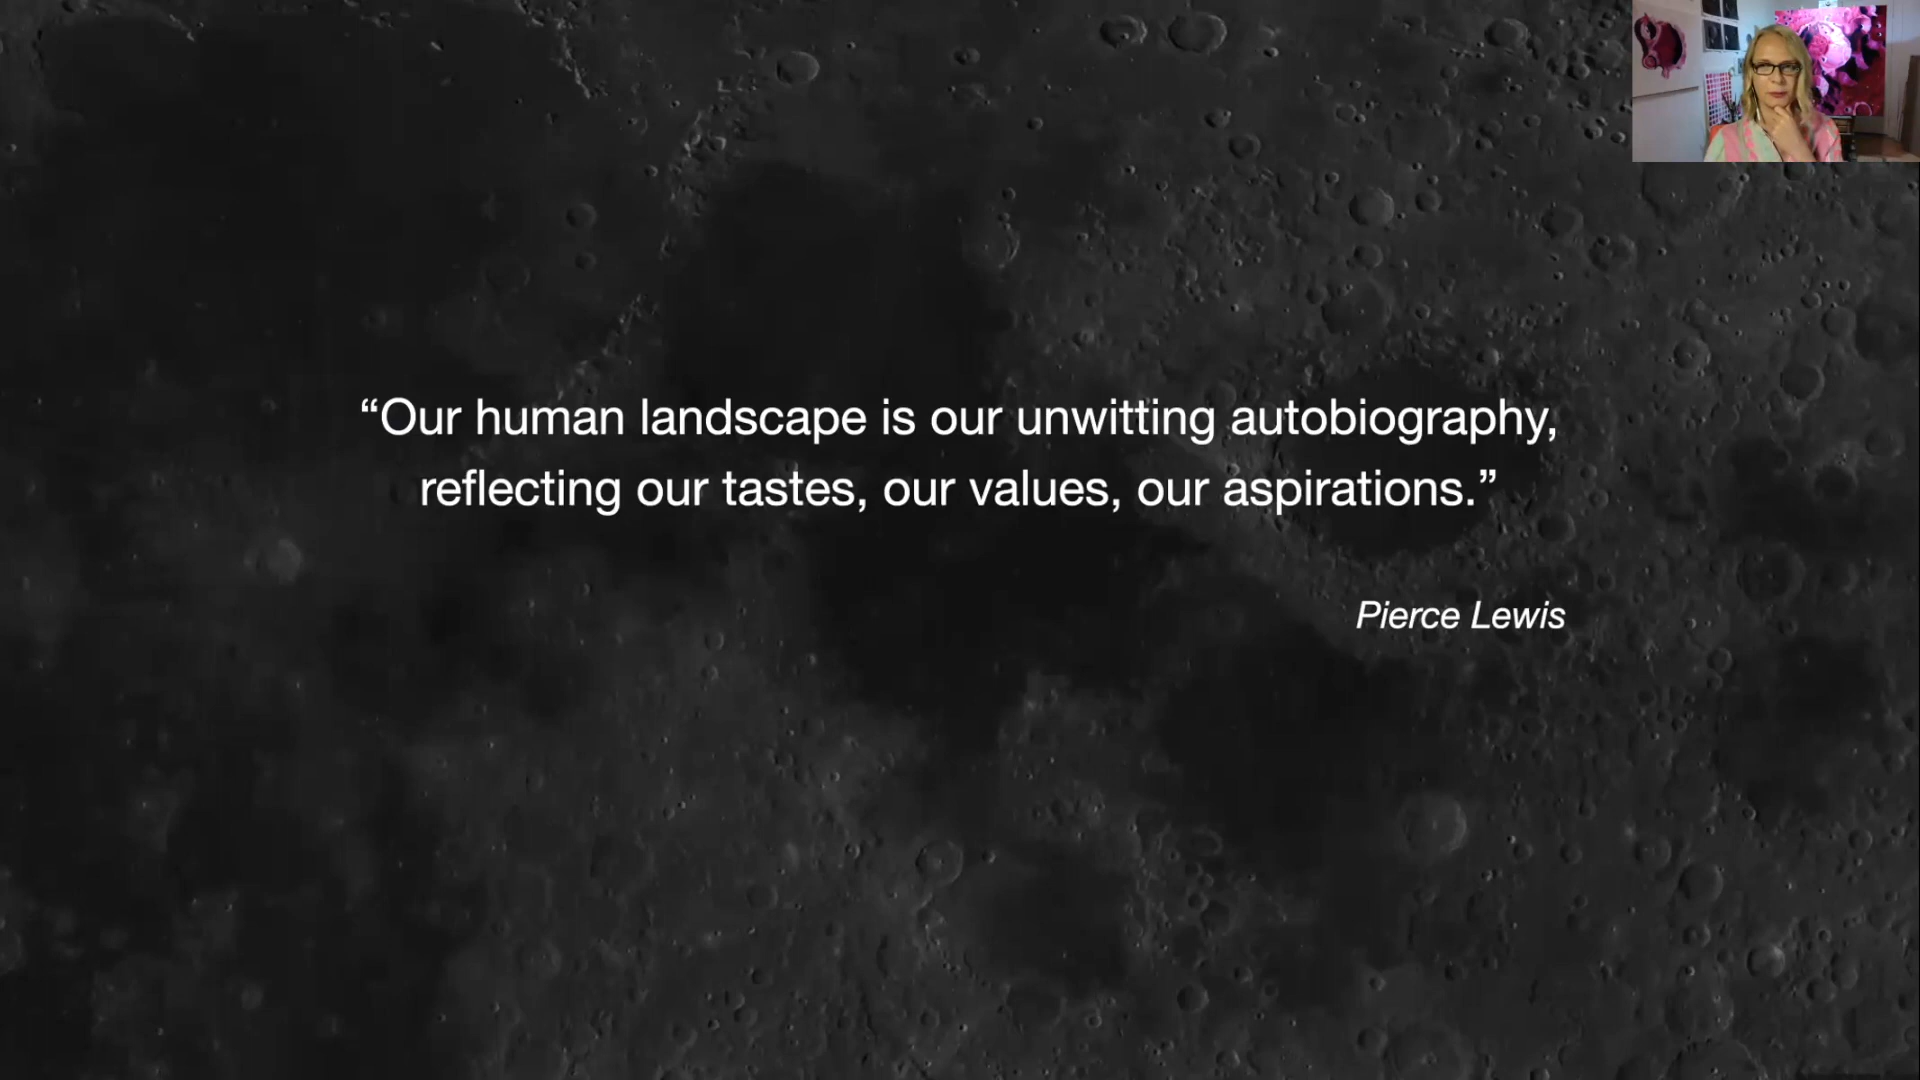 “Our human landscape is our unwitting autobiography,
reflecting our tastes, our values, our aspirations.”
Pierce Lewis